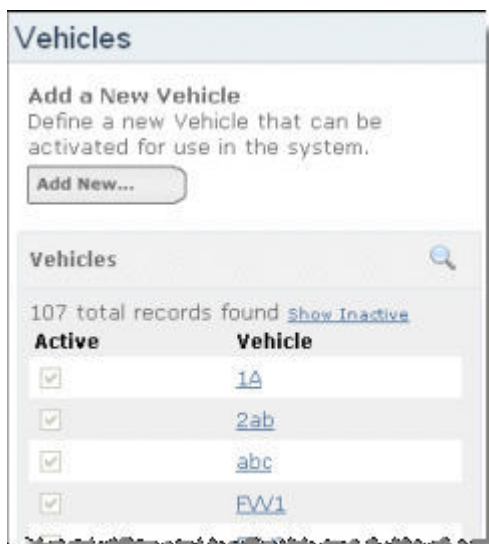 Vehicles
Add a New Vehicle
Define a new Vehicle that can be
activated for use in the system.
Add New...
Vehicles
107 total records found Show Inactive
Active Vehicle
1A
2ab
abc
FW1